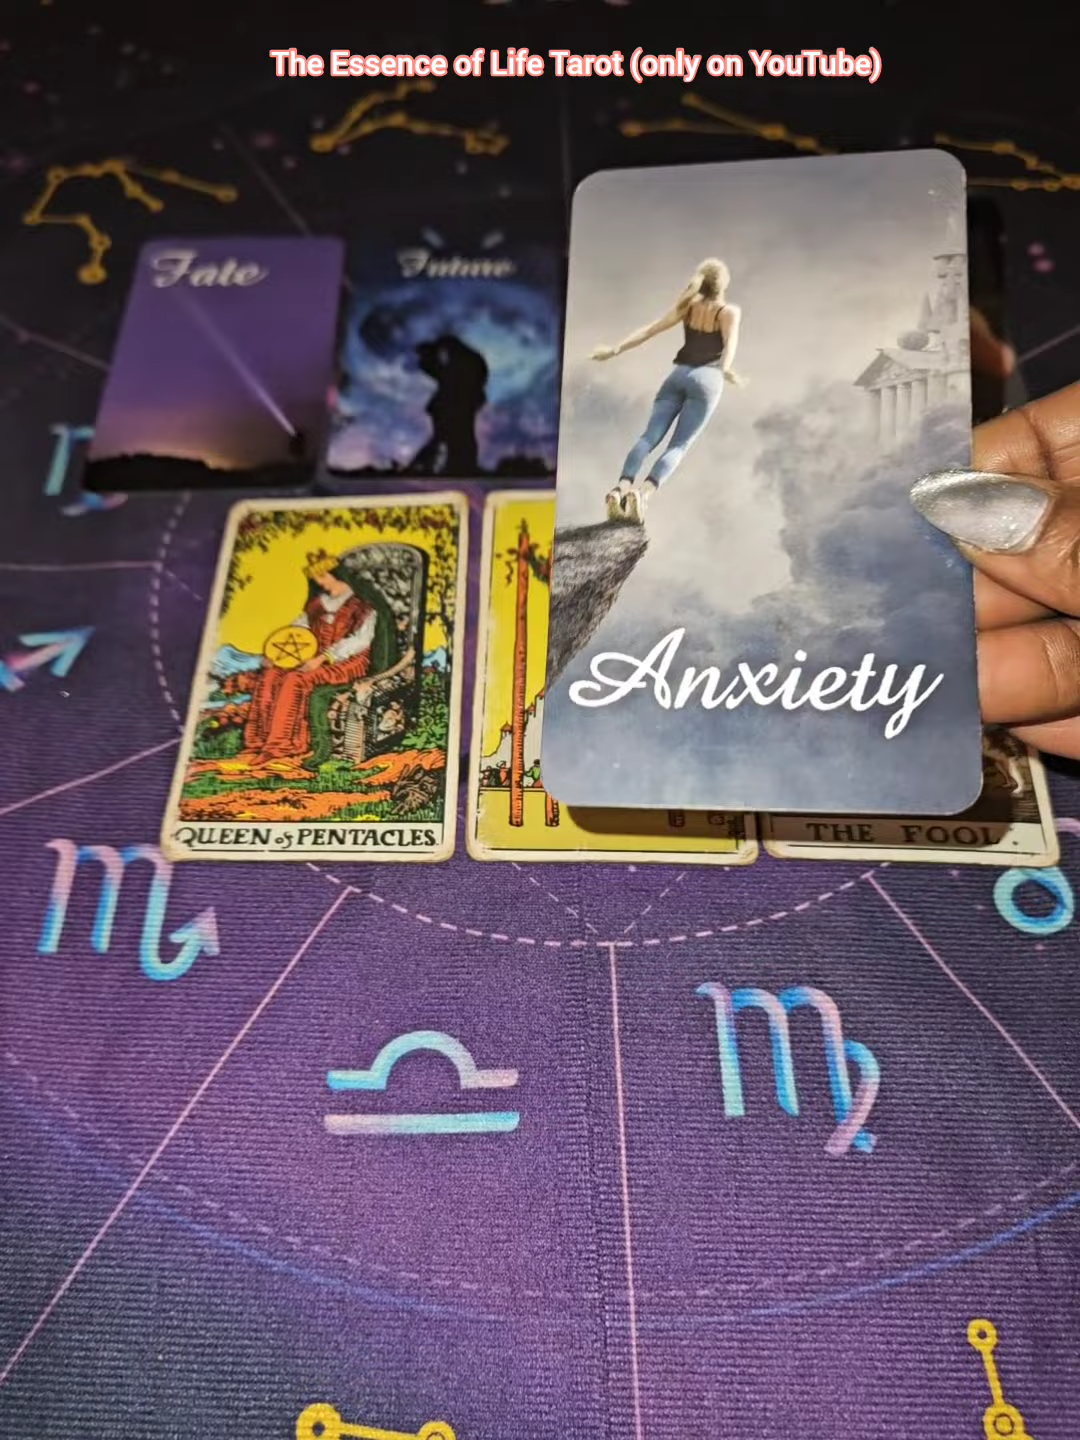 The Essence of Life Tarot (only on YouTube)
Fate
Future
Anxiety
QUEEN of PENTACLES.
THE FOOL.